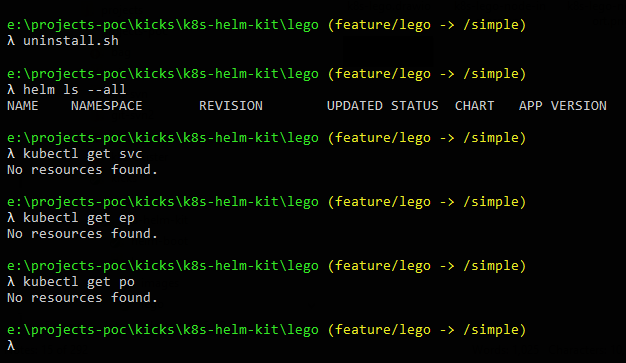 e:\projects-poc\kicks\k8s-helm-kit\lego (feature/lego -> /simple)
λ uninstall.sh
e:\projects-poc\kicks\k8s-helm-kit\lego (feature/lego -> /simple)
λ helm ls --all
NAME NAMESPACE REVISION UPDATED STATUS CHART APP VERSION
e:\projects-poc\kicks\k8s-helm-kit\lego (feature/lego -> /simple)
λ kubectl get svc
No resources found.
e:\projects-poc\kicks\k8s-helm-kit\lego (feature/lego -> /simple)
λ kubectl get ep
No resources found.
e:\projects-poc\kicks\k8s-helm-kit\lego (feature/lego -> /simple)
λ kubectl get po
No resources found.
e:\projects-poc\kicks\k8s-helm-kit\lego (feature/lego -> /simple)
λ